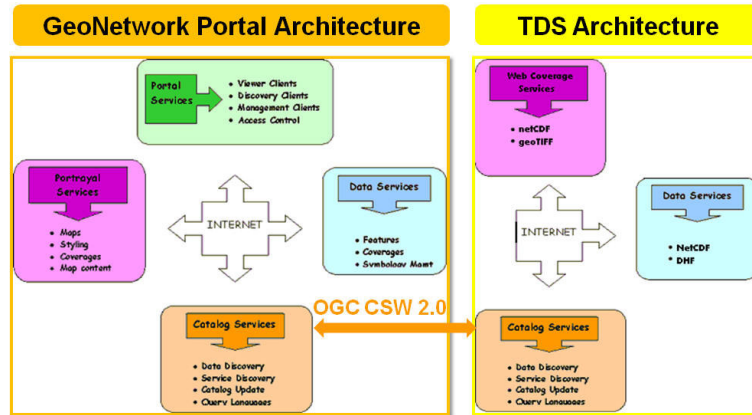 GeoNetwork Portal Architecture
TDS Architecture
Portal
Services
• Viewer Clients
• Discovery Clients
• Management Clients
• Access Control
Portrayal
Services
• Maps
• Styling
• Coverages
• Map content
INTERNET
Data Services
• Features
• Coverages
• Symbology Mgmt
Catalog Services
• Data Discovery
• Service Discovery
• Catalog Update
• Query Languages
OGC CSW 2.0
Web Coverage
Services
• netCDF
• geoTIFF
INTERNET
Data Services
• NetCDF
• DHF
Catalog Services
• Data Discovery
• Service Discovery
• Catalog Update
• Query Languages